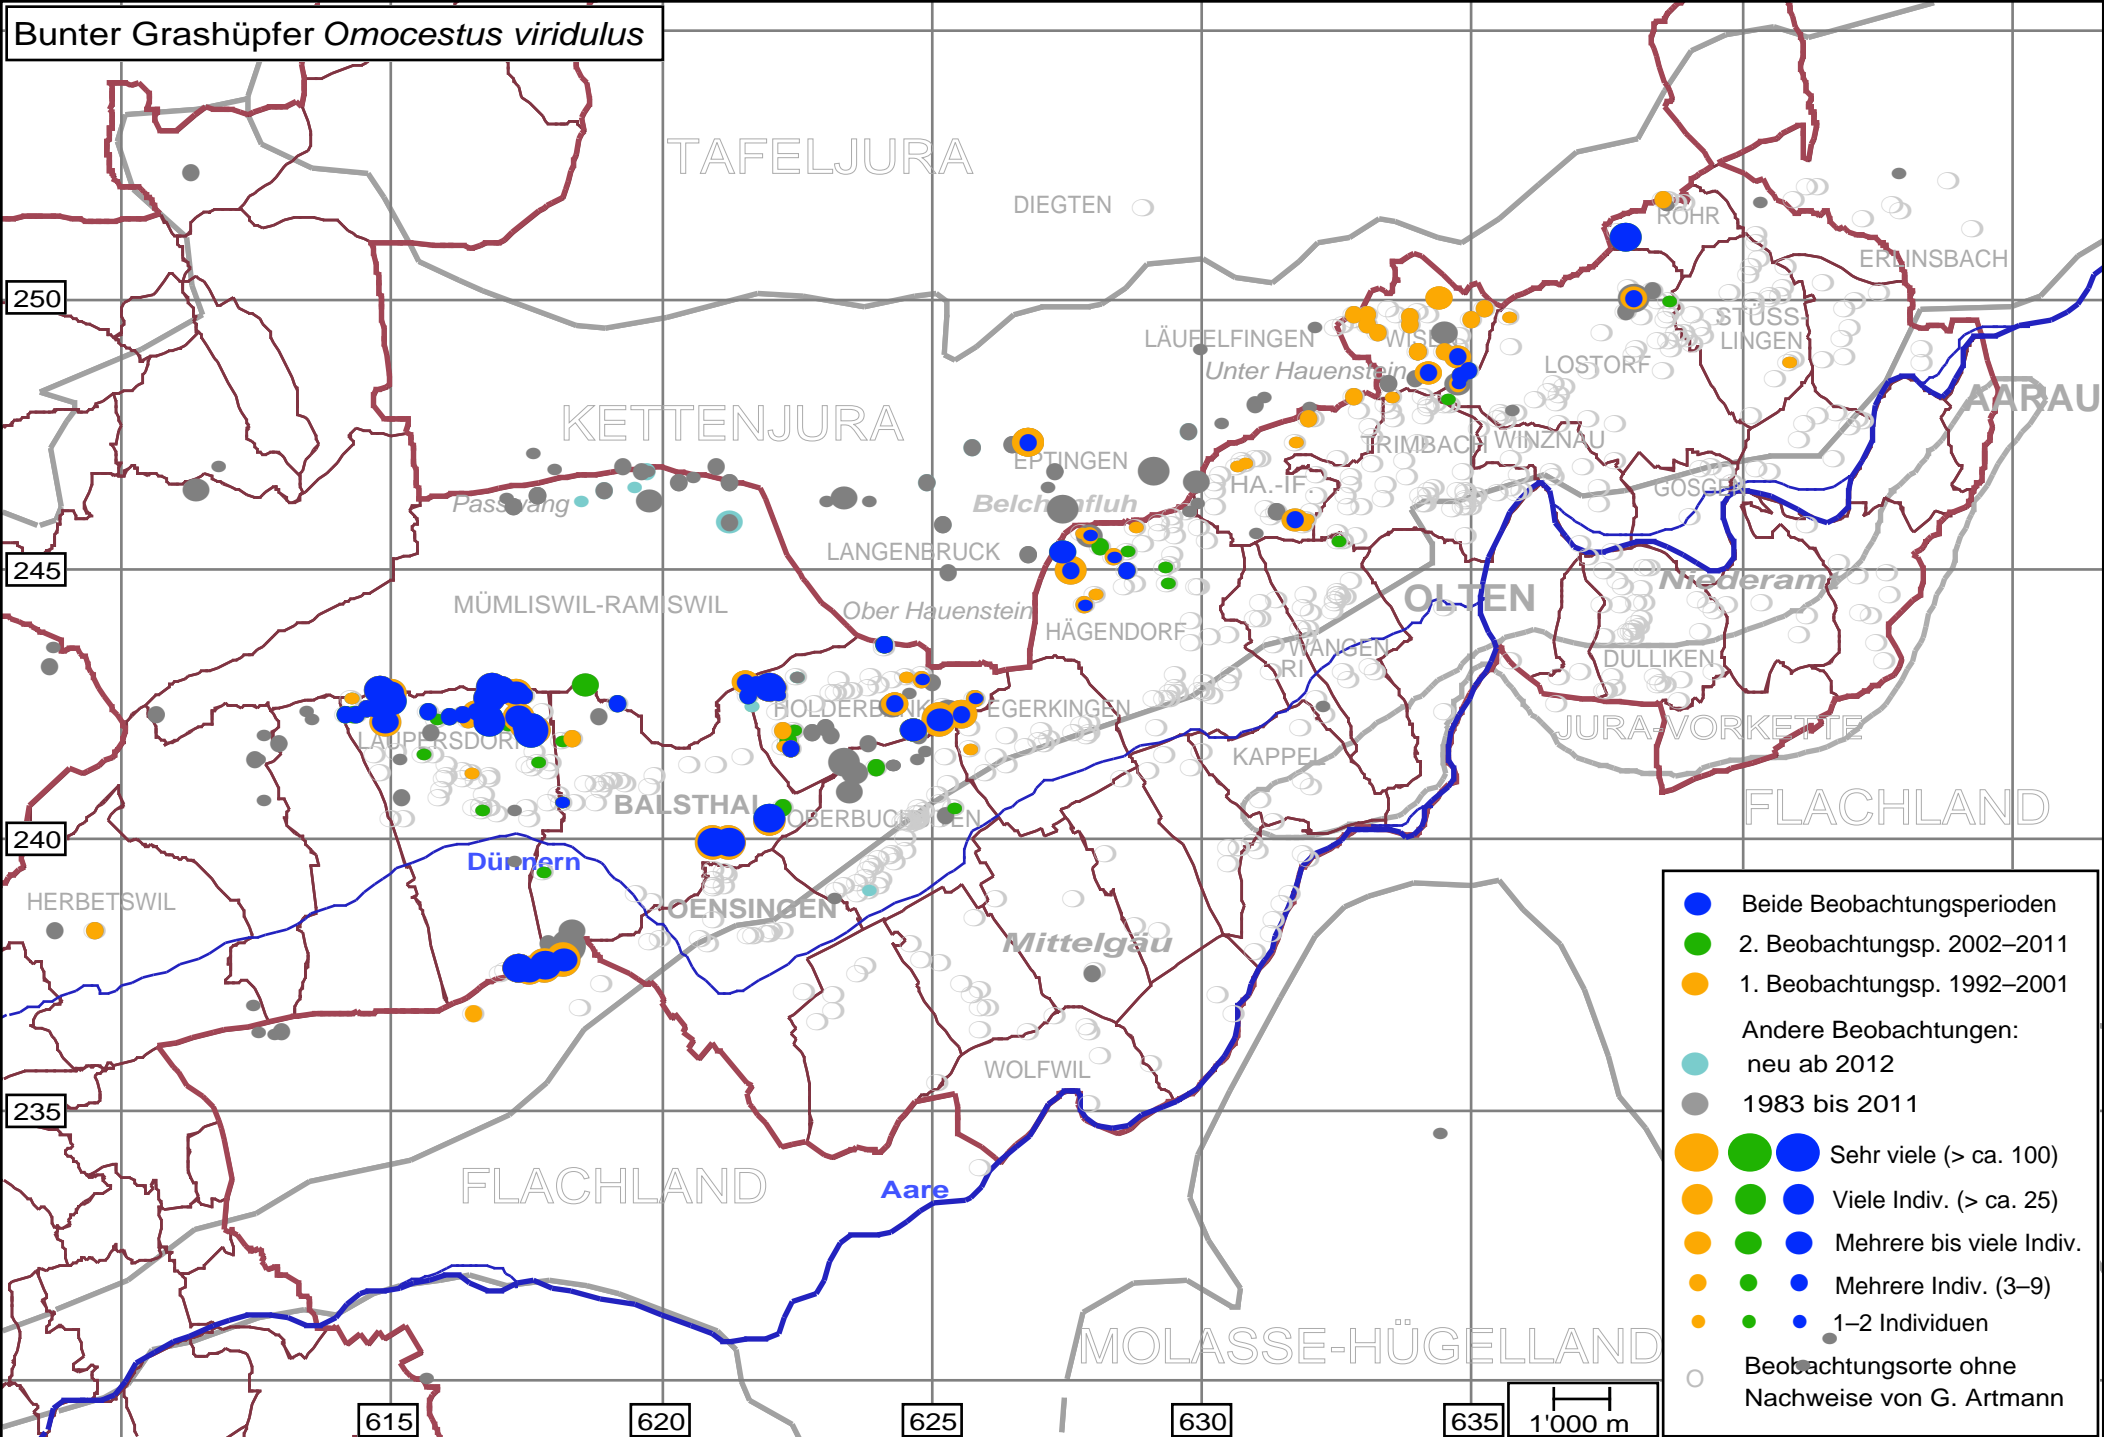 Bunter Grashüpfer Omocestus viridulus
TAFELJURA
DIEGTEN
ROHR
ERLINSBACH
250
STÜSS-
LÄUFELFINGEN
LINGEN
Unter Hauenstein
LOSTORF
AARAU
KETTENJURA
TRIMBACH
WINZNAU
EPTINGEN
HA.-IF.
GÖSGEN
Passwang
Belchenfluh
LANGENBRUCK
245
Niederamt
MÜMLISWIL-RAMISWIL
OLTEN
Ober Hauenstein
HÄGENDORF
WANGEN
RI
DULLIKEN
HOLDERBANK
EGERKINGEN
JURA-VORKETTE
LAUPERSDORF
KAPPEL
BALSTHAL
FLACHLAND
OBERBUCHSITEN
240
Dünnern
HERBETSWIL
OENSINGEN
Mittelgäu
WOLFWIL
235
FLACHLAND
Aare
MOLASSE-HÜGELLAND
Beide Beobachtungsperioden
2. Beobachtungsp. 2002–2011
1. Beobachtungsp. 1992–2001
Andere Beobachtungen:
neu ab 2012
1983 bis 2011
Sehr viele (> ca. 100)
Viele Indiv. (> ca. 25)
Mehrere bis viele Indiv.
Mehrere Indiv. (3–9)
1–2 Individuen
Beobachtungsorte ohne
Nachweise von G. Artmann
615
620
625
630
635
1'000 m